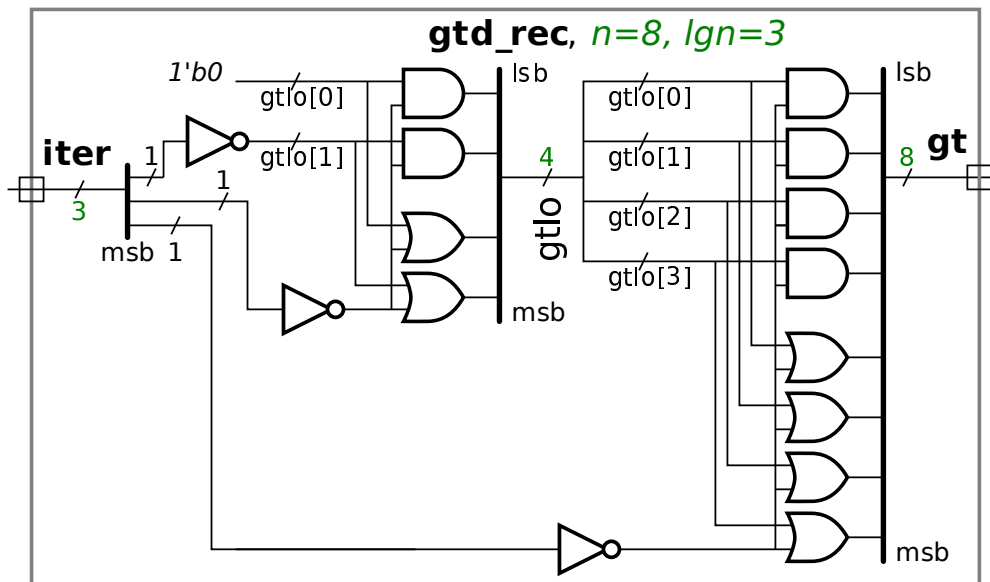 gtd_rec, n=8, lgn=3
1'b0
gtlo[0]
gtlo[1]
lsb
msb
iter
3
1
1
1
msb
4
gtlo
gtlo[0]
gtlo[1]
gtlo[2]
gtlo[3]
lsb
8
gt
msb